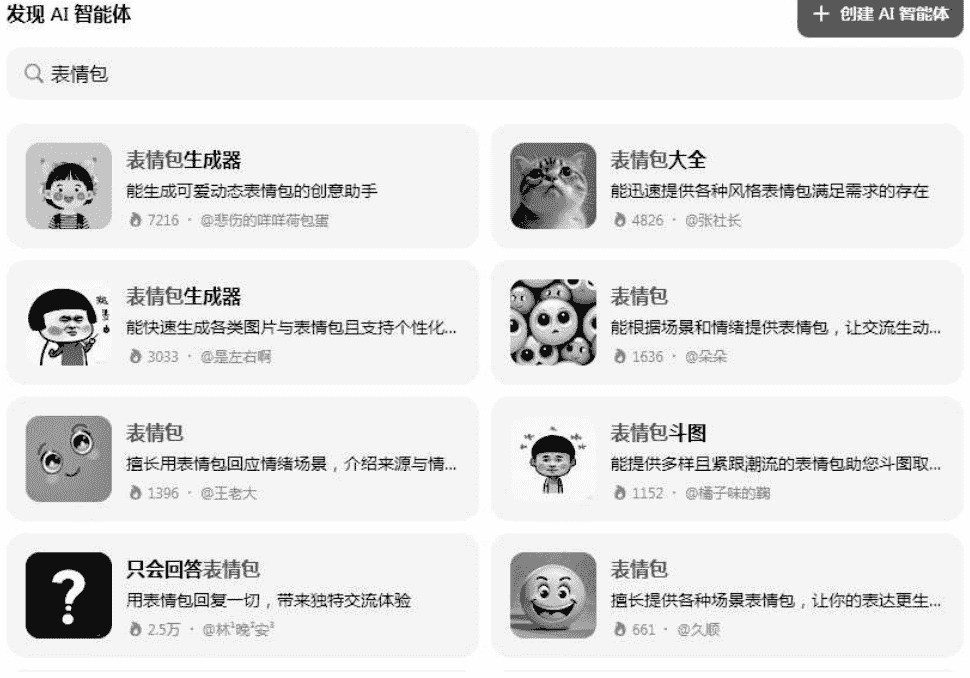 发现 AI 智能体
+ 创建 AI 智能体
表情包
表情包生成器
能生成可爱动态表情包的创意助手
7216 · @悲伤的咩咩荷包蛋
表情包大全
能迅速提供各种风格表情包满足需求的存在
4826 · @张社长
表情包生成器
能快速生成各类图片与表情包且支持个性化...
3033 · @是左右啊
表情包
能根据场景和情绪提供表情包，让交流生动...
1636 · @朵朵
表情包
擅长用表情包回应情绪场景，介绍来源与情...
1396 · @王老大
表情包斗图
能提供多样且紧跟潮流的表情包助您斗图取...
1152 · @橘子味的鞠
只会回答表情包
用表情包回复一切，带来独特交流体验
2.5万 · @林¹晚²安³
表情包
擅长提供各种场景表情包，让你的表达更生...
661 · @久顺